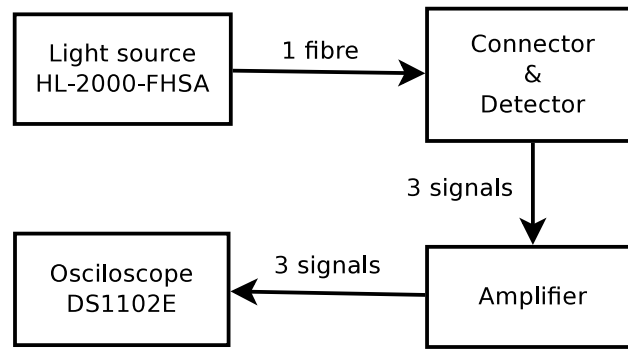 Light source
HL-2000-FHSA
1 fibre
Connector
&
Detector
3 signals
Osciloscope
DS1102E
3 signals
Amplifier